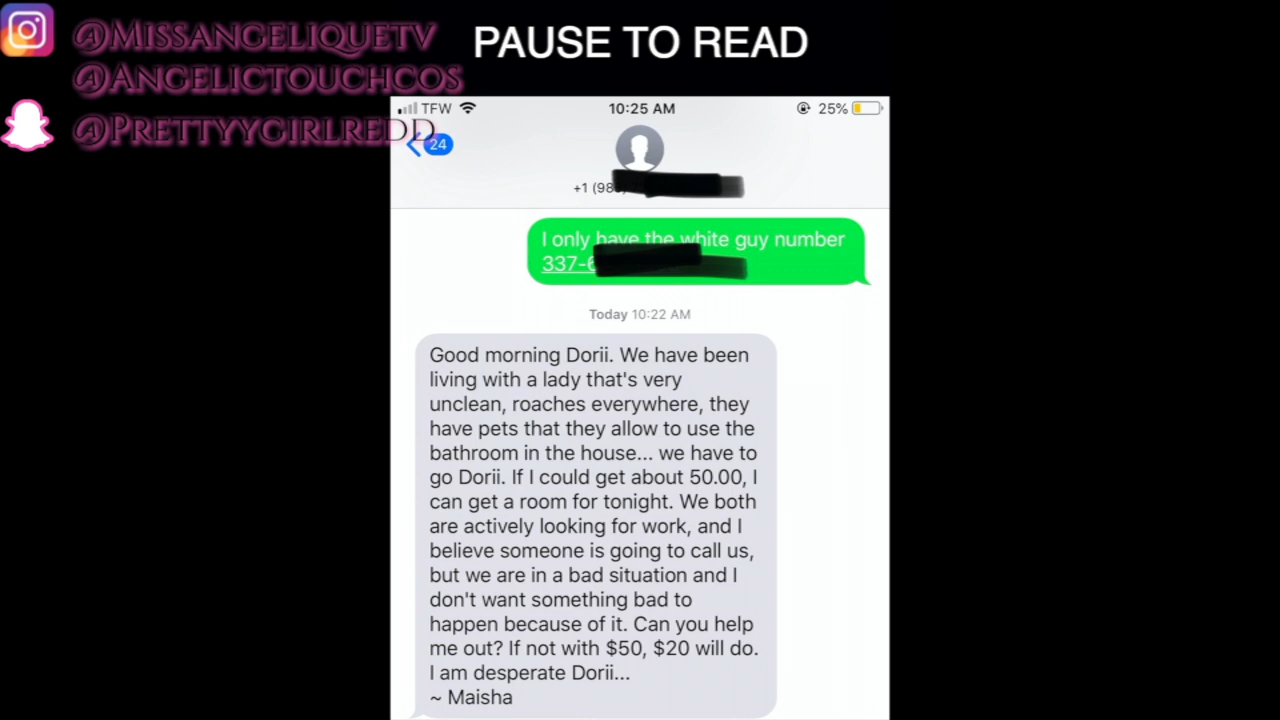 @MissangeliqueTV
@Angelictouchcos
@Prettyygirlredd
PAUSE TO READ
TFW
10:25 AM
25%
24
+1 (98
I only have the white guy number
337-6
Today 10:22 AM
Good morning Dorii. We have been
living with a lady that's very
unclean, roaches everywhere, they
have pets that they allow to use the
bathroom in the house... we have to
go Dorii. If I could get about 50.00, I
can get a room for tonight. We both
are actively looking for work, and I
believe someone is going to call us,
but we are in a bad situation and I
don't want something bad to
happen because of it. Can you help
me out? If not with $50, $20 will do.
I am desperate Dorii...
~ Maisha